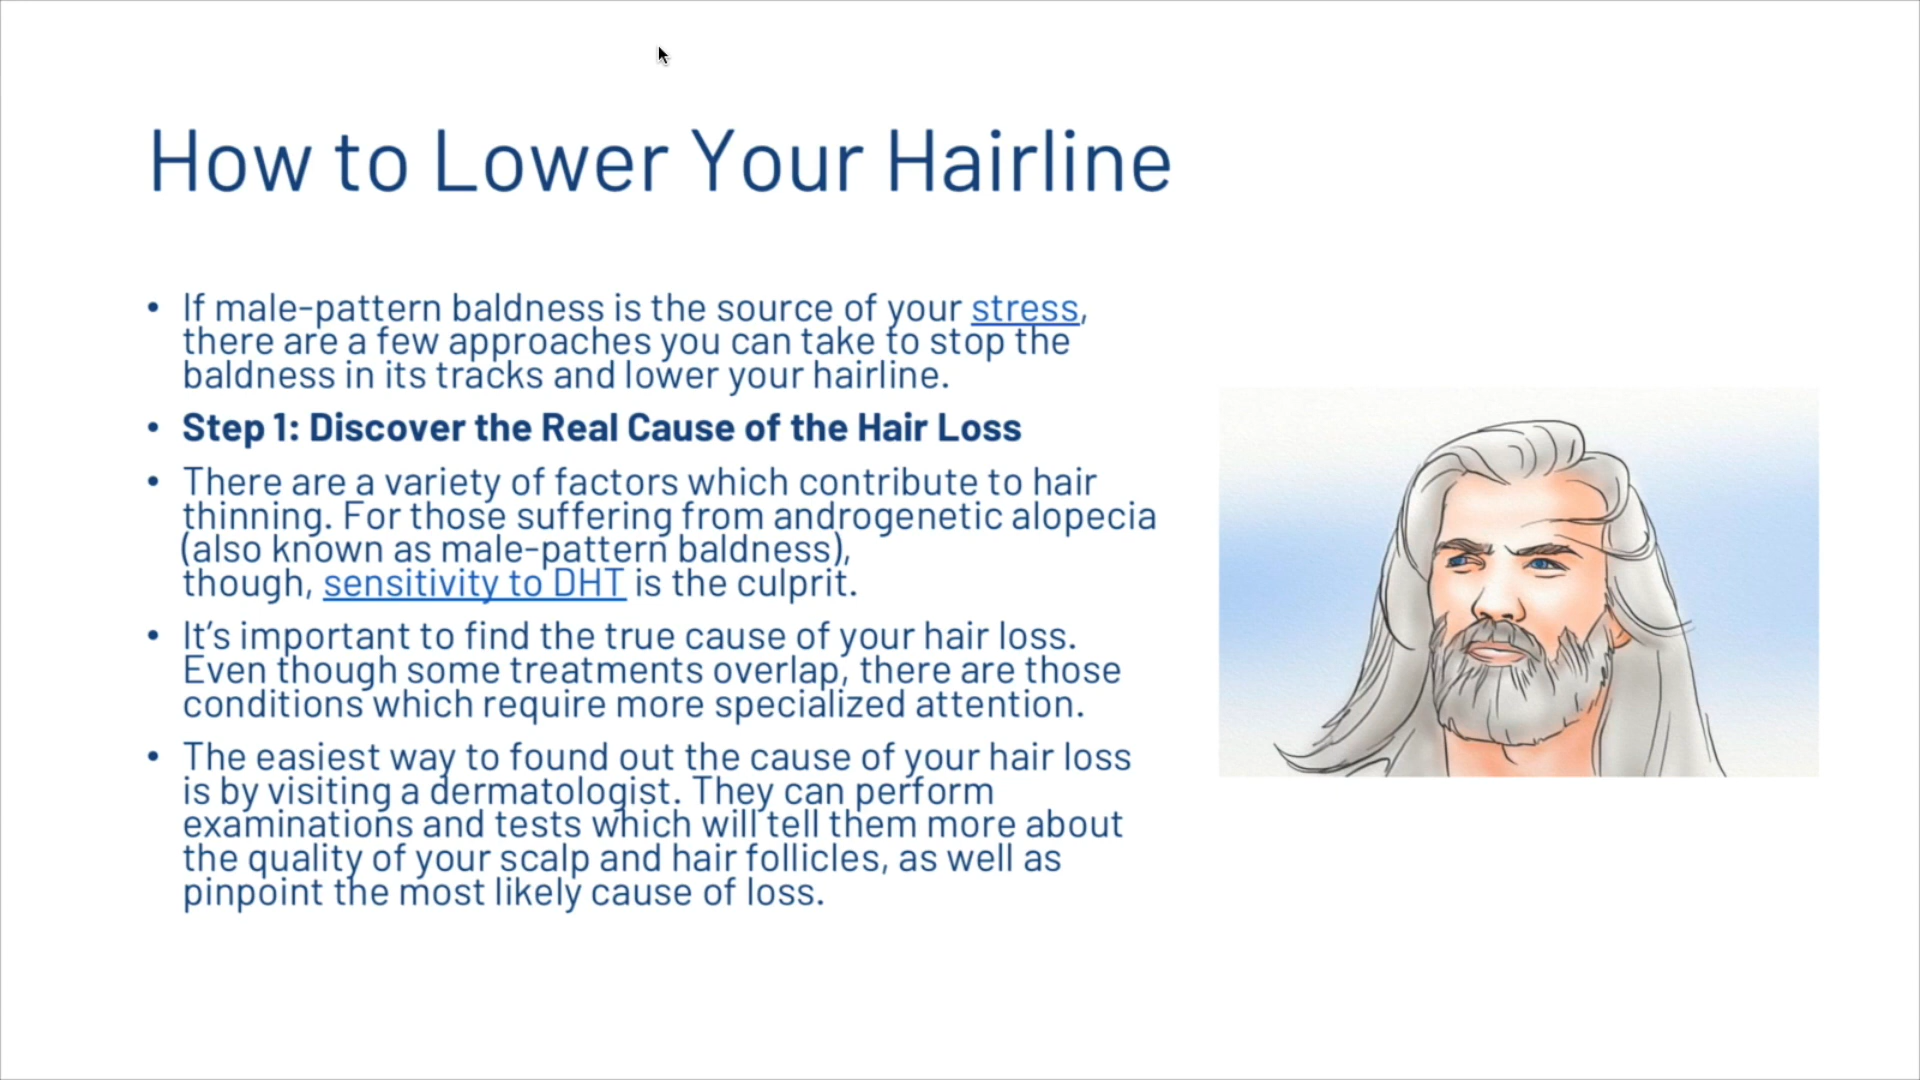 How to Lower Your Hairline
• If male-pattern baldness is the source of your stress,
there are a few approaches you can take to stop the
baldness in its tracks and lower your hairline.
• Step 1: Discover the Real Cause of the Hair Loss
• There are a variety of factors which contribute to hair
thinning. For those suffering from androgenetic alopecia
(also known as male-pattern baldness),
though, sensitivity to DHT is the culprit.
• It’s important to find the true cause of your hair loss.
Even though some treatments overlap, there are those
conditions which require more specialized attention.
• The easiest way to found out the cause of your hair loss
is by visiting a dermatologist. They can perform
examinations and tests which will tell them more about
the quality of your scalp and hair follicles, as well as
pinpoint the most likely cause of loss.